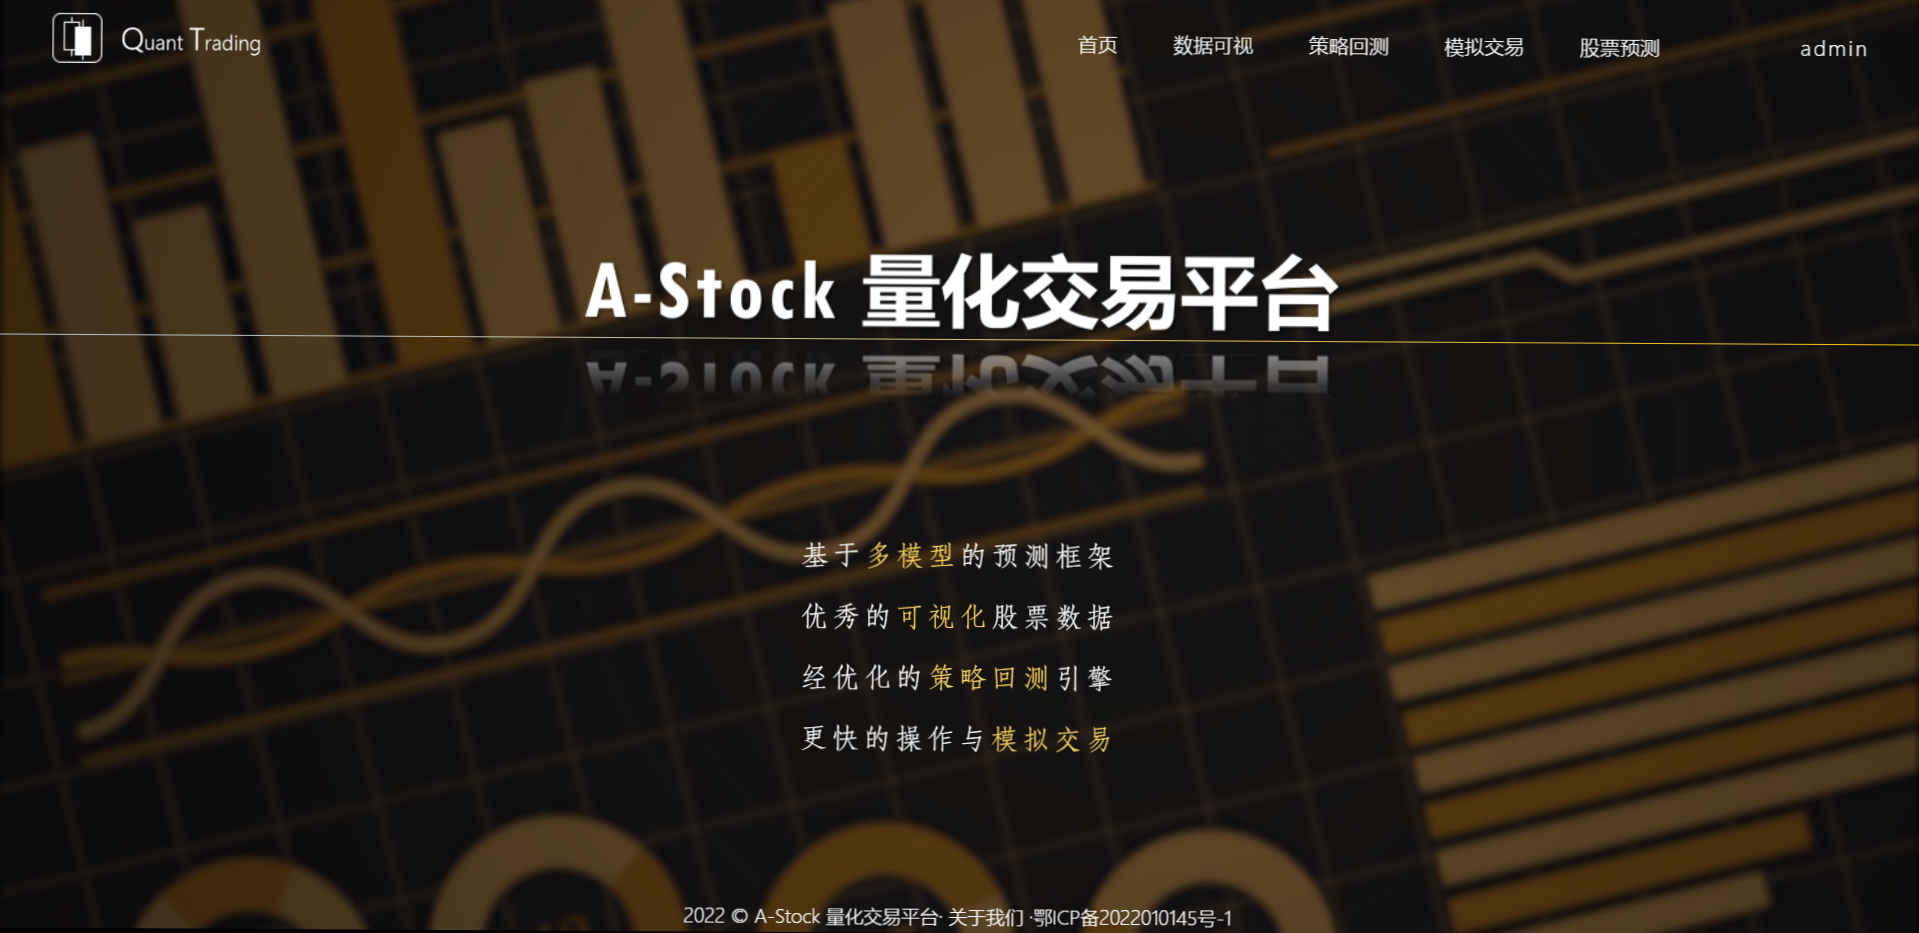 Quant Trading
首页 数据可视 策略回测 模拟交易 股票预测 admin
A-Stock 量化交易平台
基于多模型的预测框架
优秀的可视化股票数据
经优化的策略回测引擎
更快的操作与模拟交易
2022 © A-Stock 量化交易平台· 关于我们 ·鄂ICP备2022010145号-1